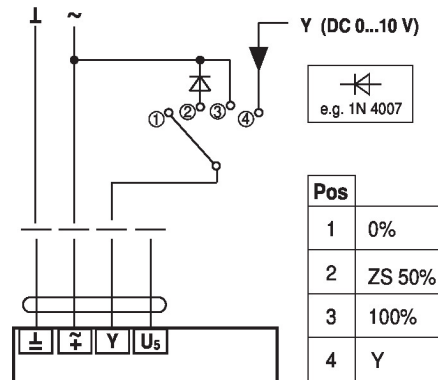 ⊥ ~
Y (DC 0...10 V)
① ② ③ ④
e.g. 1N 4007
Pos
1 0%
2 ZS 50%
3 100%
4 Y
⊥ ~ + Y U5